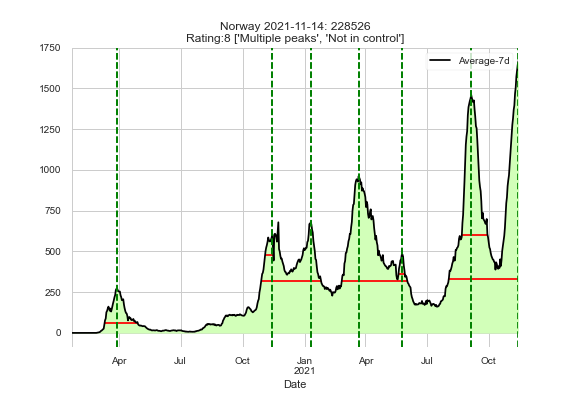 Norway 2021-11-14: 228526
Rating:8 ['Multiple peaks', 'Not in control']
1750
Average-7d
1500
1250
1000
750
500
250
0
Apr Jul Oct Jan Apr Jul Oct
2021
Date